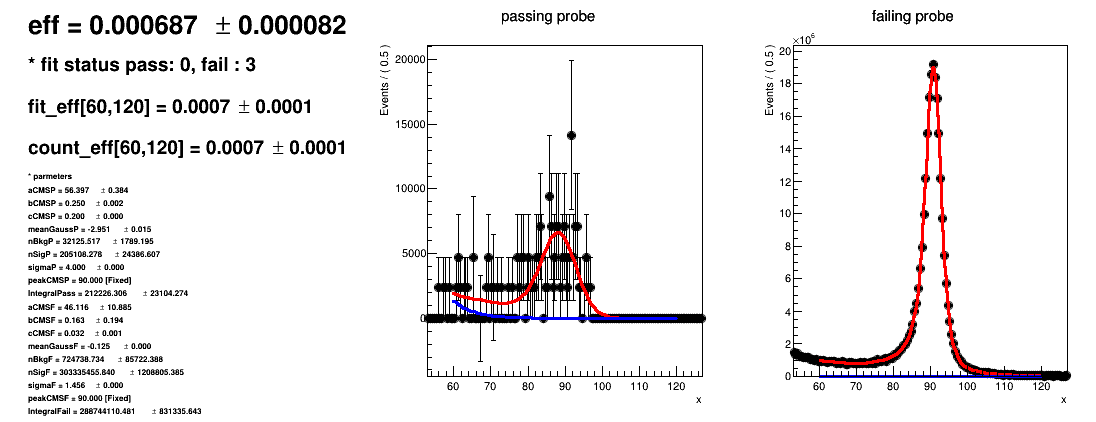 eff = 0.000687 ± 0.000082
* fit status pass: 0, fail : 3
fit_eff[60,120] = 0.0007 ± 0.0001
count_eff[60,120] = 0.0007 ± 0.0001
* parmeters
aCMSP = 56.397 ± 0.384
bCMSP = 0.250 ± 0.002
cCMSP = 0.200 ± 0.000
meanGaussP = -2.951 ± 0.015
nBkgP = 32125.517 ± 1789.195
nSigP = 205108.278 ± 24386.607
sigmaP = 4.000 ± 0.000
peakCMSP = 90.000 [Fixed]
IntegralPass = 212226.306 ± 23104.274
aCMSF = 46.116 ± 10.885
bCMSF = 0.163 ± 0.194
cCMSF = 0.032 ± 0.001
meanGaussF = -0.125 ± 0.000
nBkgF = 724738.734 ± 85722.388
nSigF = 303335455.840 ± 1208805.385
sigmaF = 1.456 ± 0.000
peakCMSF = 90.000 [Fixed]
IntegralFail = 288744110.481 ± 831335.643
passing probe
Events / ( 0.5 )
20000
15000
10000
5000
0
60 70 80 90 100 110 120
x
failing probe
×10⁶
Events / ( 0.5 )
20
18
16
14
12
10
8
6
4
2
0
60 70 80 90 100 110 120
x